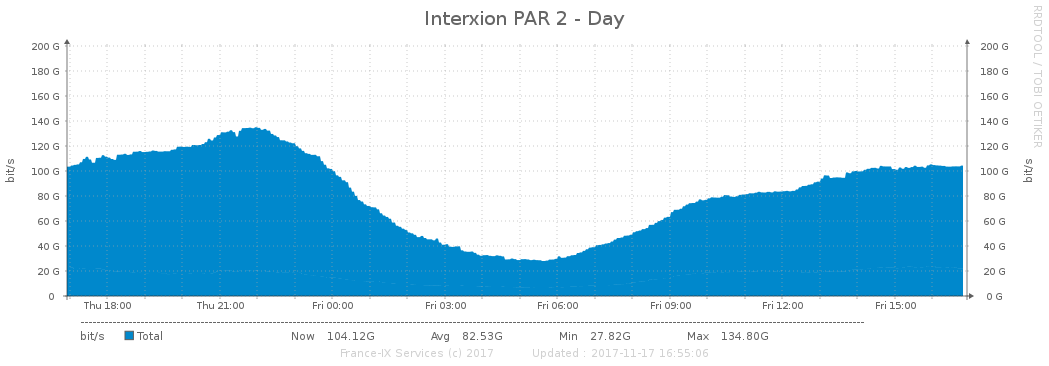 Interxion PAR 2 - Day
RRDTOOL / TOBI OETIKER
200 G 200 G
180 G 180 G
160 G 160 G
140 G 140 G
120 G 120 G
100 G 100 G
80 G 80 G
60 G 60 G
40 G 40 G
20 G 20 G
0 0 G
bit/s
bit/s
Thu 18:00 Thu 21:00 Fri 00:00 Fri 03:00 Fri 06:00 Fri 09:00 Fri 12:00 Fri 15:00
bit/s Total Now 104.12G Avg 82.53G Min 27.82G Max 134.80G
France-IX Services (c) 2017 Updated : 2017-11-17 16:55:06